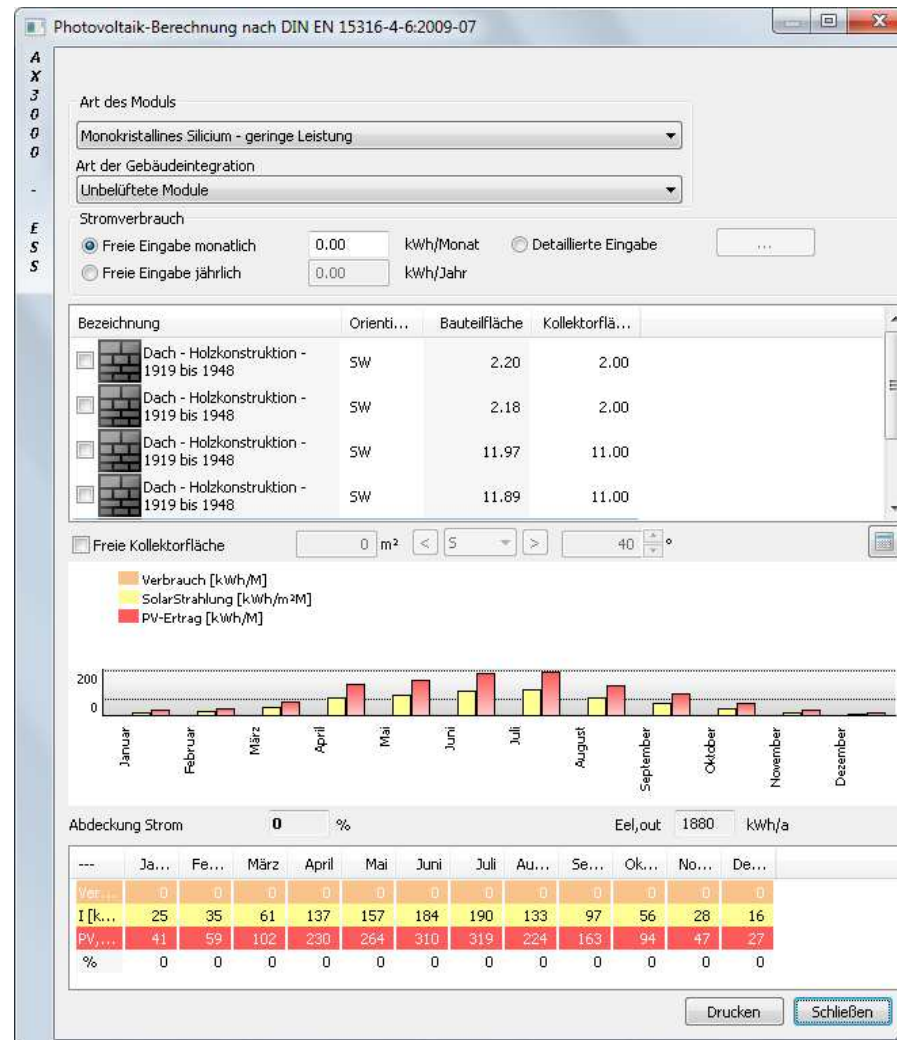 Photovoltaik-Berechnung nach DIN EN 15316-4-6:2009-07
AX3000 - ESS
Art des Moduls
Monokristallines Silicium - geringe Leistung
Art der Gebäudeintegration
Unbelüftete Module
Stromverbrauch
Freie Eingabe monatlich 0.00 kWh/Monat Detaillierte Eingabe ...
Freie Eingabe jährlich 0.00 kWh/Jahr
Bezeichnung Orienti... Bauteilfläche Kollektorflä...
Dach - Holzkonstruktion -
1919 bis 1948 SW 2.20 2.00
Dach - Holzkonstruktion -
1919 bis 1948 SW 2.18 2.00
Dach - Holzkonstruktion -
1919 bis 1948 SW 11.97 11.00
Dach - Holzkonstruktion -
1919 bis 1948 SW 11.89 11.00
Freie Kollektorfläche 0 m² < S > 40 °
Verbrauch [kWh/M]
SolarStrahlung [kWh/m²M]
PV-Ertrag [kWh/M]
200
0
Januar Februar März April Mai Juni Juli August September Oktober November Dezember
Abdeckung Strom 0 % Eel,out 1880 kWh/a
--- Ja... Fe... März April Mai Juni Juli Au... Se... Ok... No... De...
Ver... 0 0 0 0 0 0 0 0 0 0 0 0
I [k... 25 35 61 137 157 184 190 133 97 56 28 16
PV,... 41 59 102 230 264 310 319 224 163 94 47 27
% 0 0 0 0 0 0 0 0 0 0 0 0
Drucken Schließen